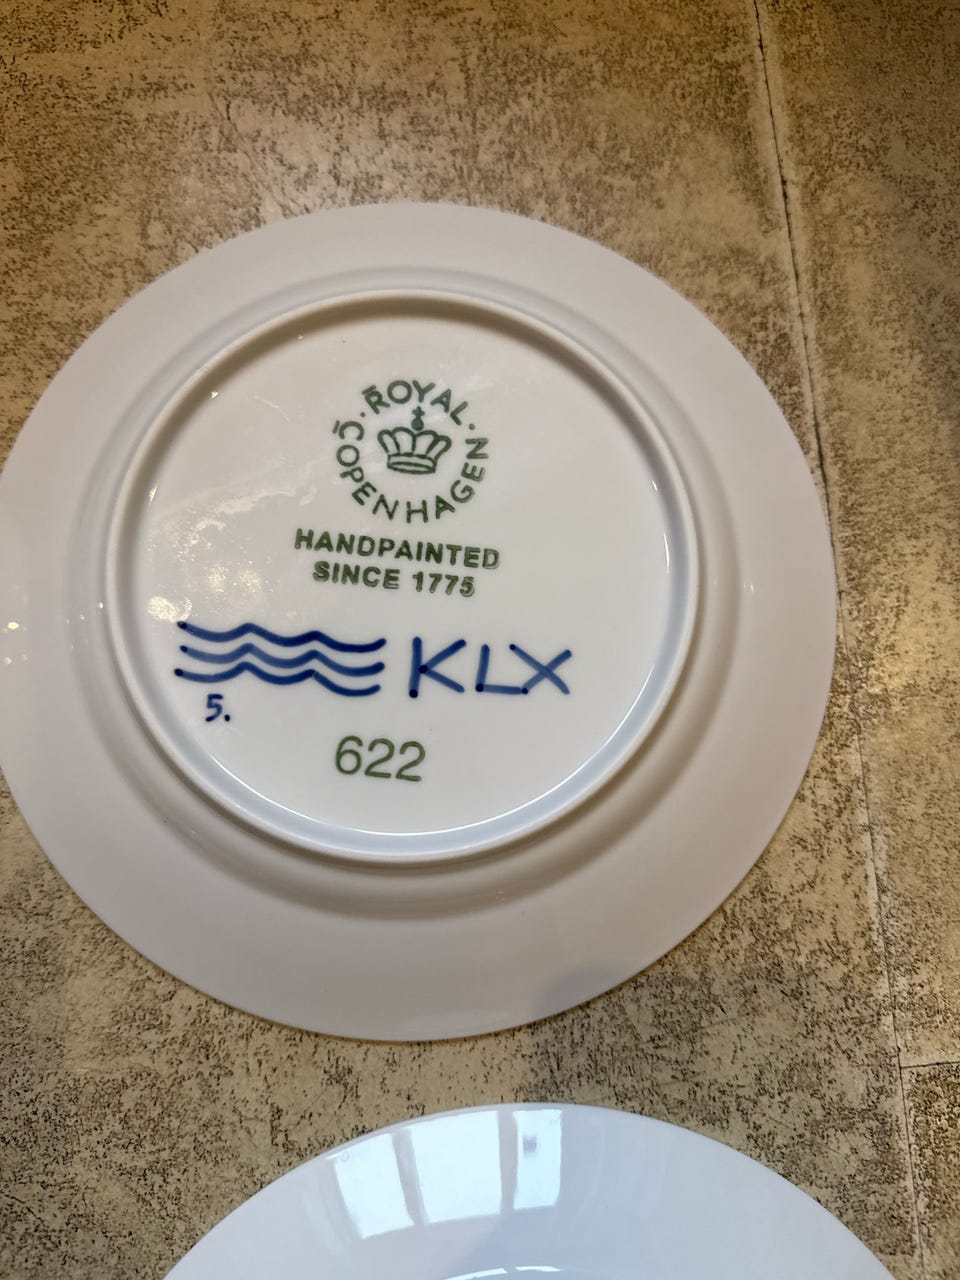 ROYAL · COPENHAGEN ·
HANDPAINTED
SINCE 1775
KLX
5.
622